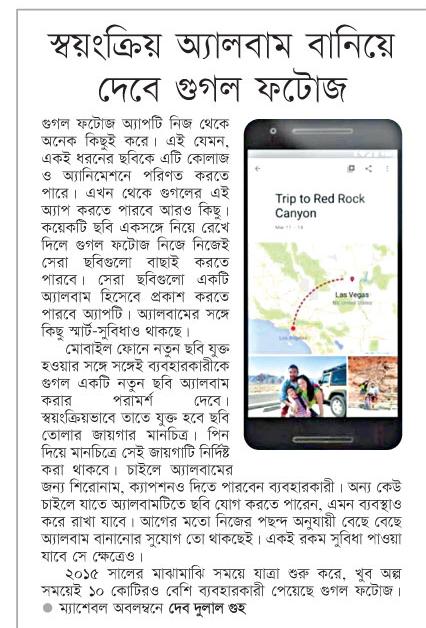 স্বয়ংক্রিয় অ্যালবাম বানিয়ে
দেবে গুগল ফটোজ
গুগল ফটোজ অ্যাপটি নিজ থেকে
অনেক কিছুই করে। এই যেমন,
একই ধরনের ছবিকে এটি কোলাজ
ও অ্যানিমেশনে পরিণত করতে
পারে। এখন থেকে গুগলের এই
অ্যাপ করতে পারবে আরও কিছু।
কয়েকটি ছবি একসঙ্গে নিয়ে রেখে
দিলে গুগল ফটোজ নিজে নিজেই
সেরা ছবিগুলো বাছাই করতে
পারবে। সেরা ছবিগুলো একটি
অ্যালবাম হিসেবে প্রকাশ করতে
পারবে অ্যাপটি। অ্যালবামের সঙ্গে
কিছু স্মার্ট-সুবিধাও থাকছে।
মোবাইল ফোনে নতুন ছবি যুক্ত
হওয়ার সঙ্গে সঙ্গেই ব্যবহারকারীকে
গুগল একটি নতুন ছবি অ্যালবাম
করার পরামর্শ দেবে।
স্বয়ংক্রিয়ভাবে তাতে যুক্ত হবে ছবি
তোলার জায়গার মানচিত্র। পিন
দিয়ে মানচিত্রে সেই জায়গাটি নির্দিষ্ট
করা থাকবে। চাইলে অ্যালবামের
জন্য শিরোনাম, ক্যাপশনও দিতে পারবেন ব্যবহারকারী। অন্য কেউ
চাইলে যাতে অ্যালবামটিতে ছবি যোগ করতে পারেন, এমন ব্যবস্থাও
করে রাখা যাবে। আগের মতো নিজের পছন্দ অনুযায়ী বেছে বেছে
অ্যালবাম বানানোর সুযোগ তো থাকছেই। একই রকম সুবিধা পাওয়া
যাবে সে ক্ষেত্রেও।
২০১৫ সালের মাঝামাঝি সময়ে যাত্রা শুরু করে, খুব অল্প
সময়েই ১০ কোটিরও বেশি ব্যবহারকারী পেয়েছে গুগল ফটোজ।
● ম্যাশেবল অবলম্বনে দেব দুলাল গুহ
Trip to Red Rock
Canyon
Mar 11 - 14
Las Vegas
NV, United States
Los Angeles